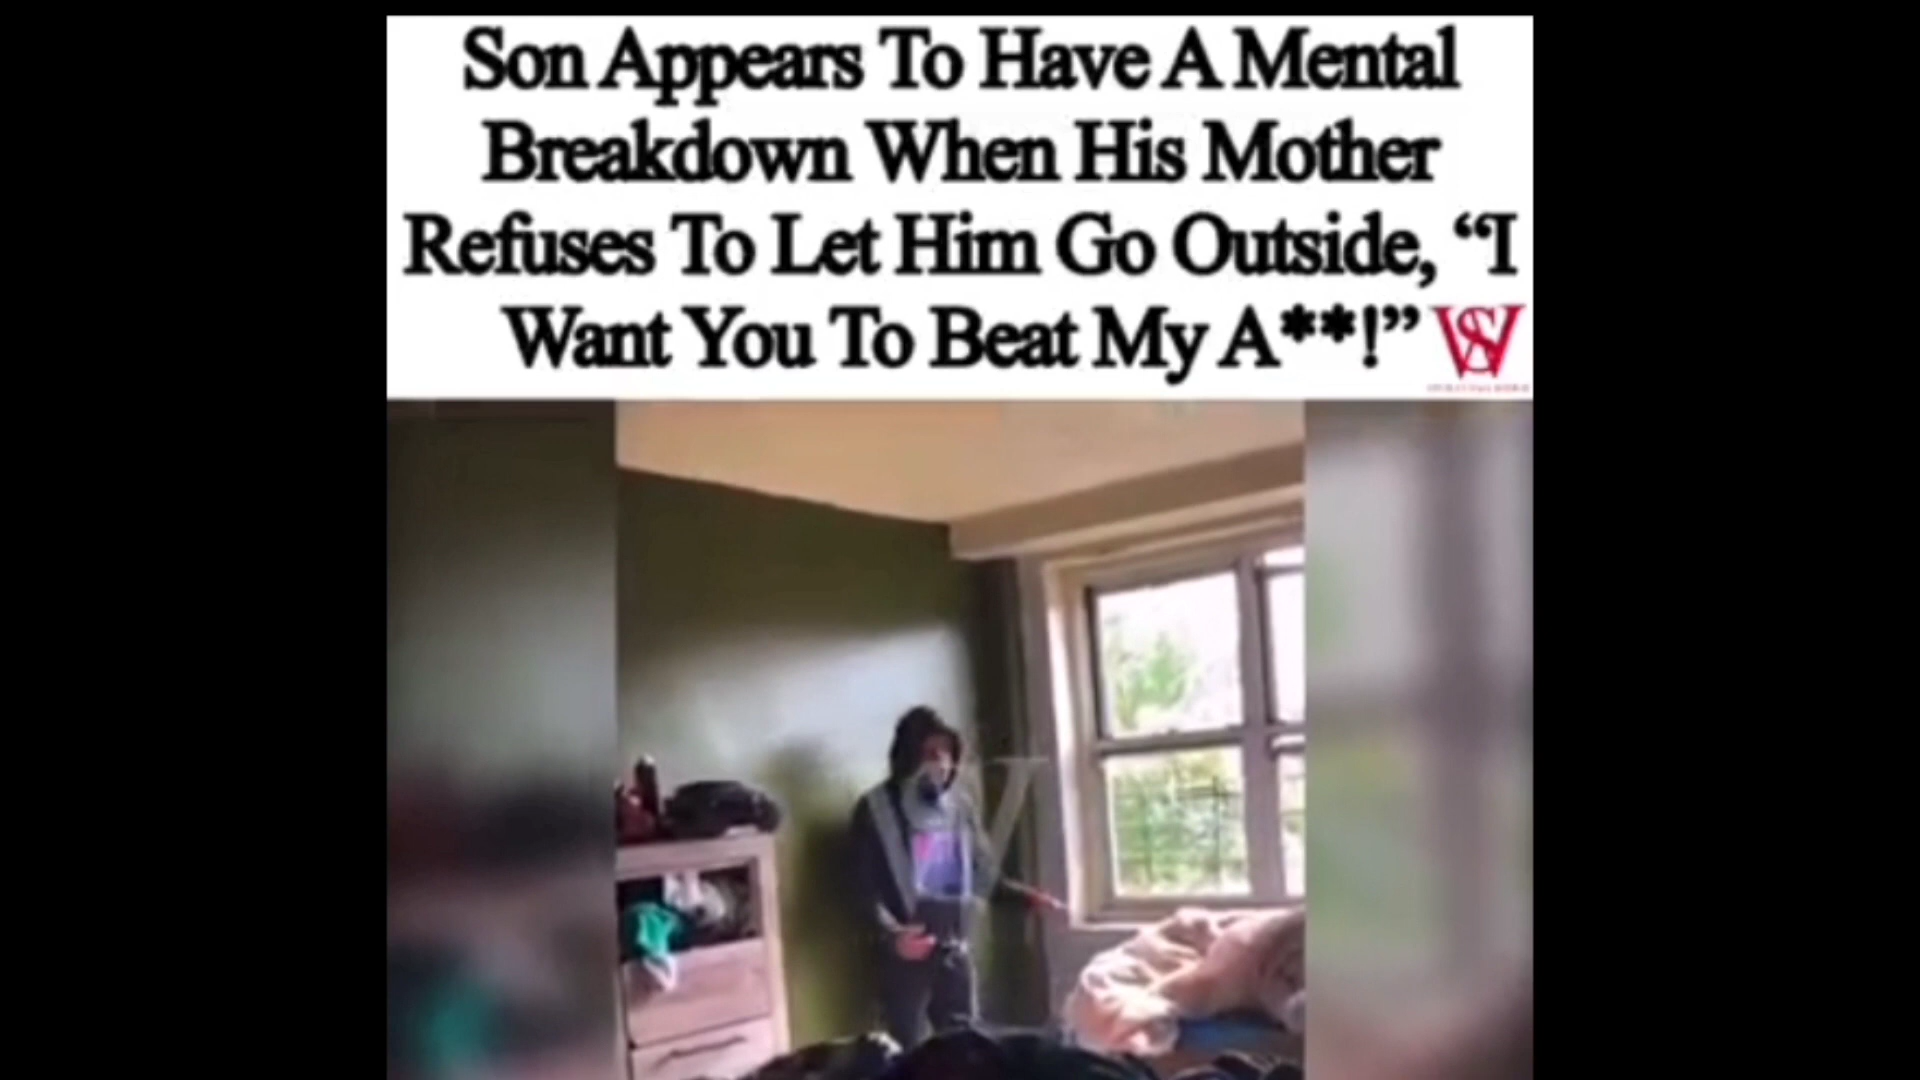 Son Appears To Have A Mental
Breakdown When His Mother
Refuses To Let Him Go Outside, “I
Want You To Beat My A**!” WS
W